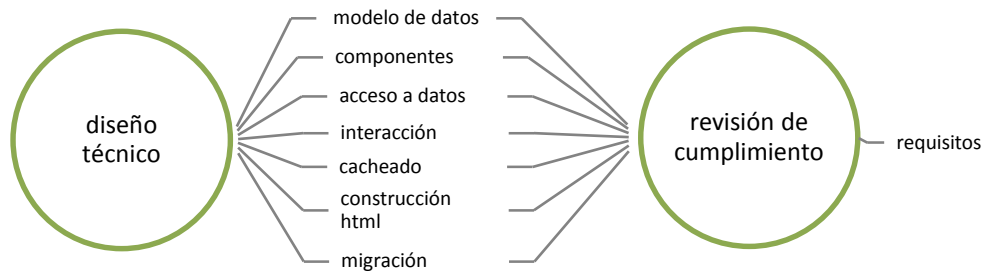 diseño
técnico
modelo de datos
componentes
acceso a datos
interacción
cacheado
construcción
html
migración
revisión de
cumplimiento
requisitos